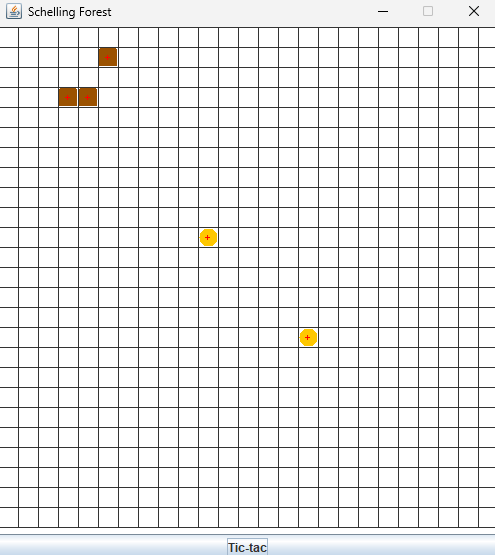 Schelling Forest
+
+ +
+
+
Tic-tac